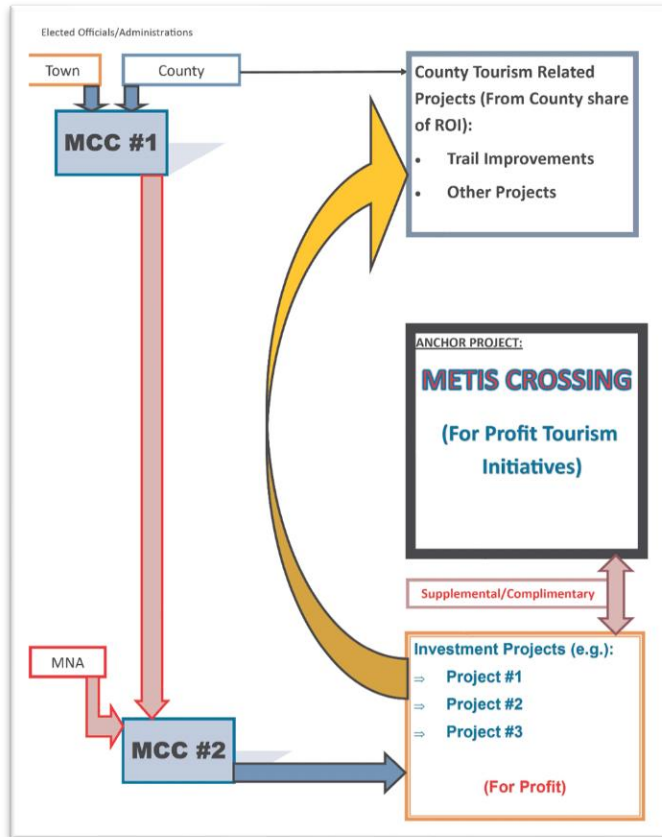 Elected Officials/Administrations
Town
County
MCC #1
County Tourism Related
Projects (From County share
of ROI):
• Trail Improvements
• Other Projects
ANCHOR PROJECT:
METIS CROSSING
(For Profit Tourism
Initiatives)
Supplemental/Complimentary
MNA
MCC #2
Investment Projects (e.g.):
⇒ Project #1
⇒ Project #2
⇒ Project #3
(For Profit)